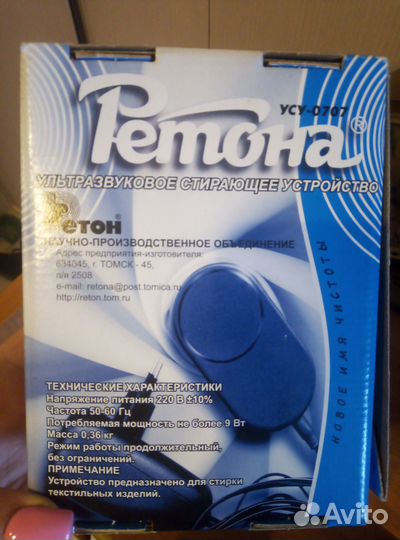 УСУ-0707
Ретона®
УЛЬТРАЗВУКОВОЕ СТИРАЮЩЕЕ УСТРОЙСТВО
Ретон®
НАУЧНО-ПРОИЗВОДСТВЕННОЕ ОБЪЕДИНЕНИЕ
Адрес предприятия-изготовителя:
634045, г. ТОМСК - 45,
п/я 2508
e-mail: retona@post.tomica.ru
http://reton.tom.ru
НОВОЕ ИМЯ ЧИСТОТЫ
ТЕХНИЧЕСКИЕ ХАРАКТЕРИСТИКИ
Напряжение питания 220 В ±10%
Частота 50-60 Гц
Потребляемая мощность не более 9 Вт
Масса 0,36 кг
Режим работы продолжительный,
без ограничений.
ПРИМЕЧАНИЕ
Устройство предназначено для стирки
текстильных изделий.
Avito